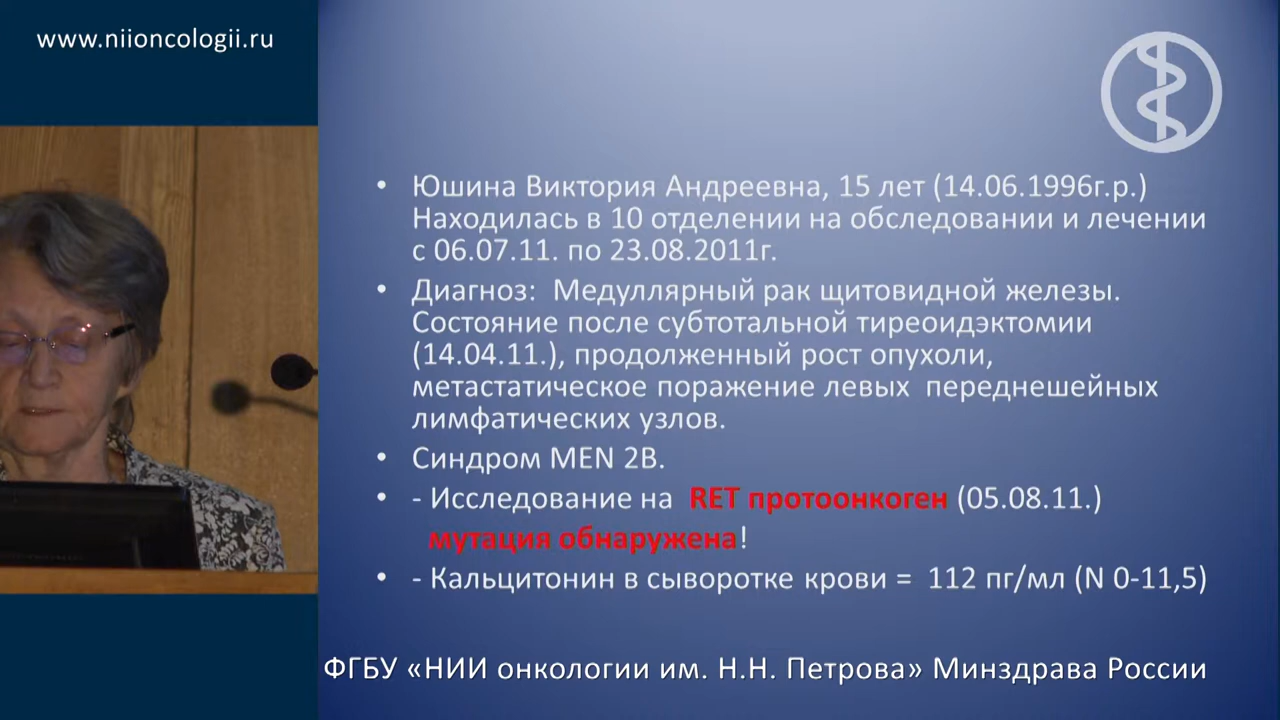 www.niioncologii.ru
• Юшина Виктория Андреевна, 15 лет (14.06.1996г.р.)
Находилась в 10 отделении на обследовании и лечении
с 06.07.11. по 23.08.2011г.
• Диагноз: Медуллярный рак щитовидной железы.
Состояние после субтотальной тиреоидэктомии
(14.04.11.), продолженный рост опухоли,
метастатическое поражение левых переднешейных
лимфатических узлов.
• Синдром MEN 2B.
• - Исследование на RET протоонкоген (05.08.11.)
мутация обнаружена!
• - Кальцитонин в сыворотке крови = 112 пг/мл (N 0-11,5)
ФГБУ «НИИ онкологии им. Н.Н. Петрова» Минздрава России